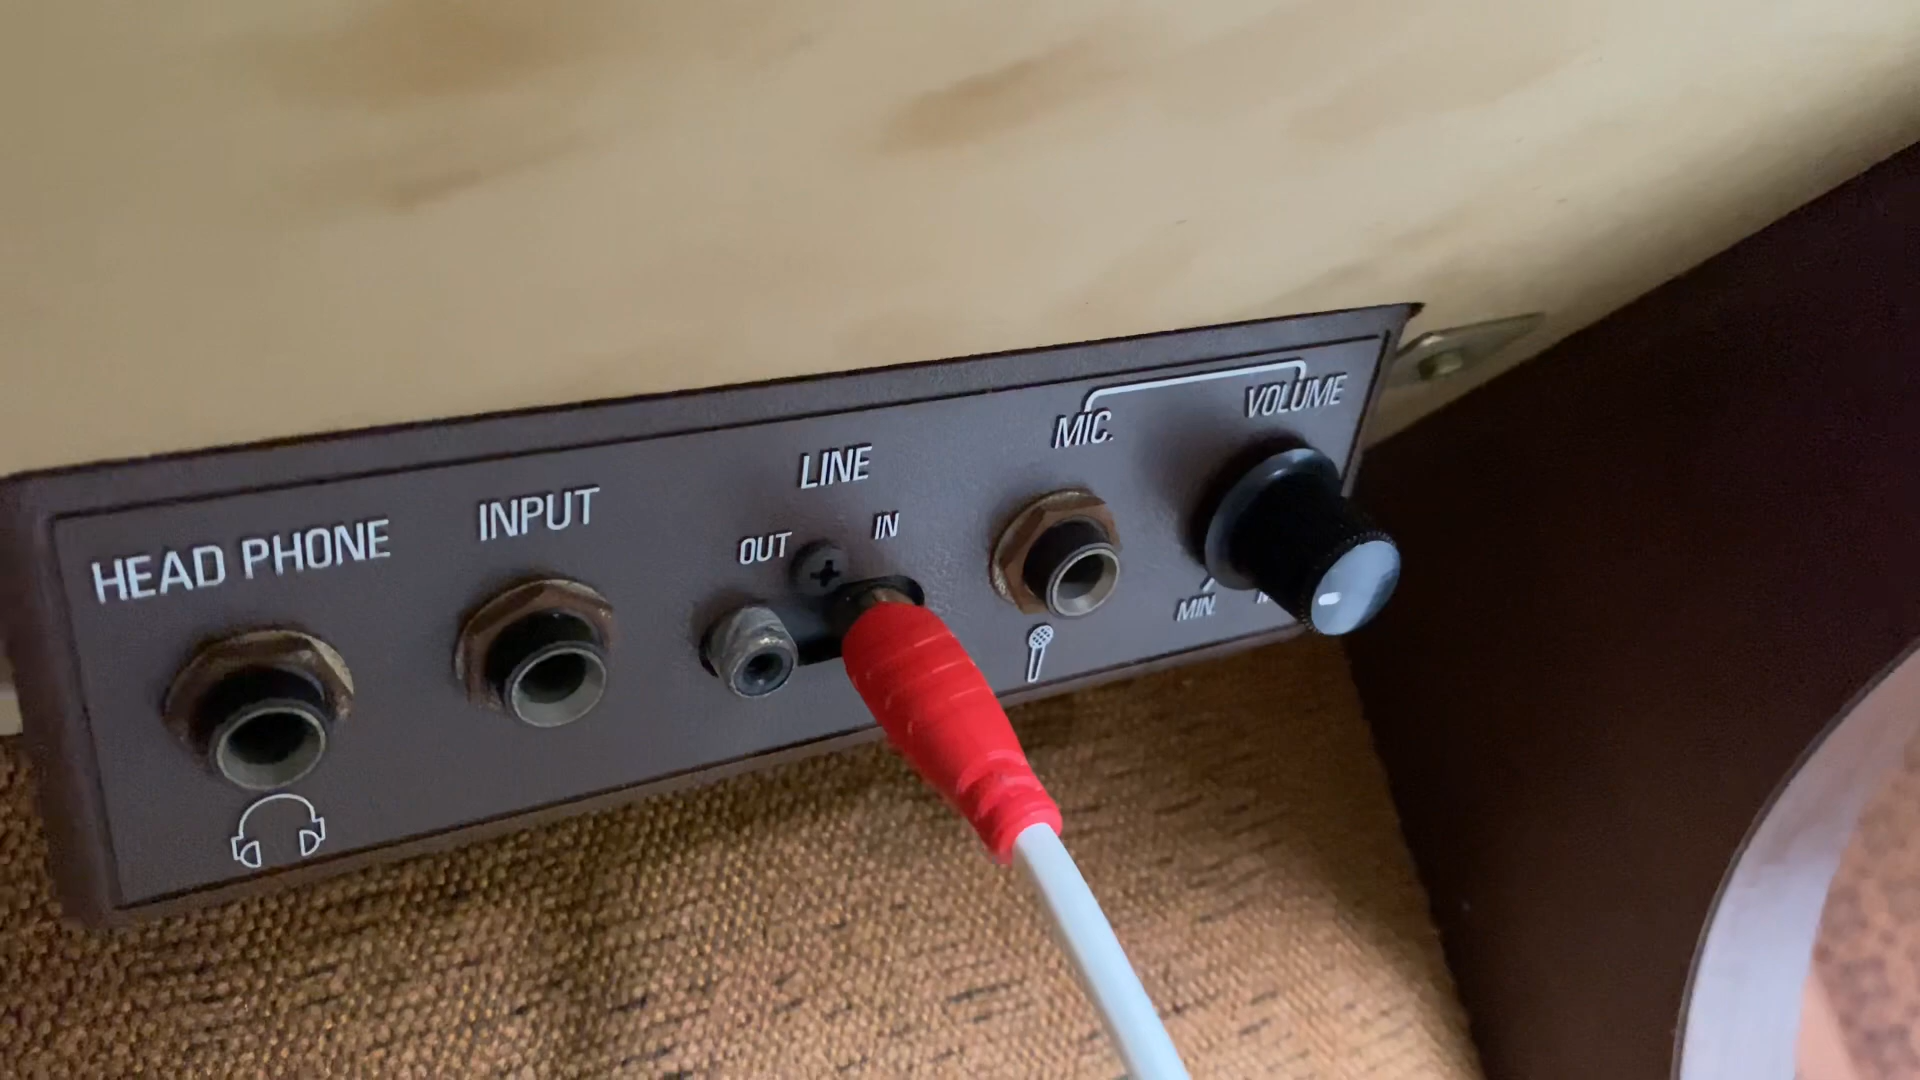 HEAD PHONE
INPUT
LINE
OUT
IN
MIC.
VOLUME
MIN.